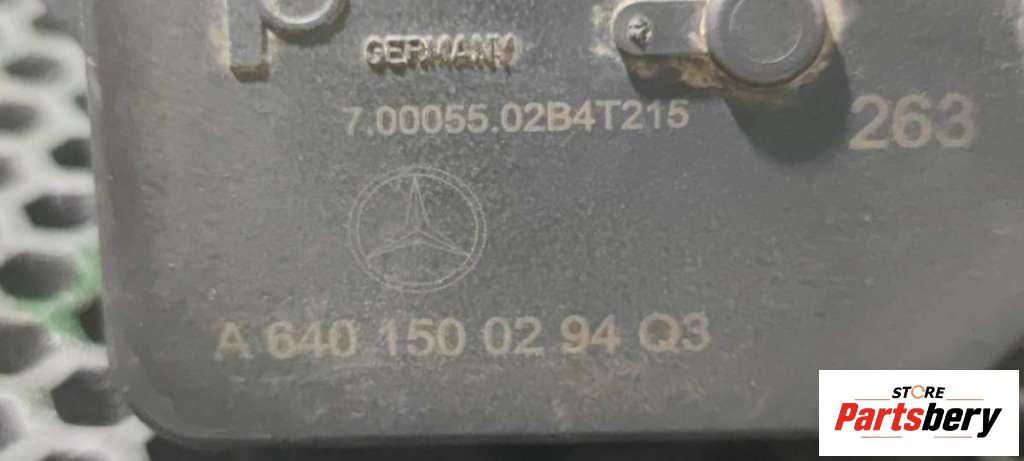 GERMANY
7.00055.02B4T215
263
A 640 150 02 94 Q3
STORE
Partsbery